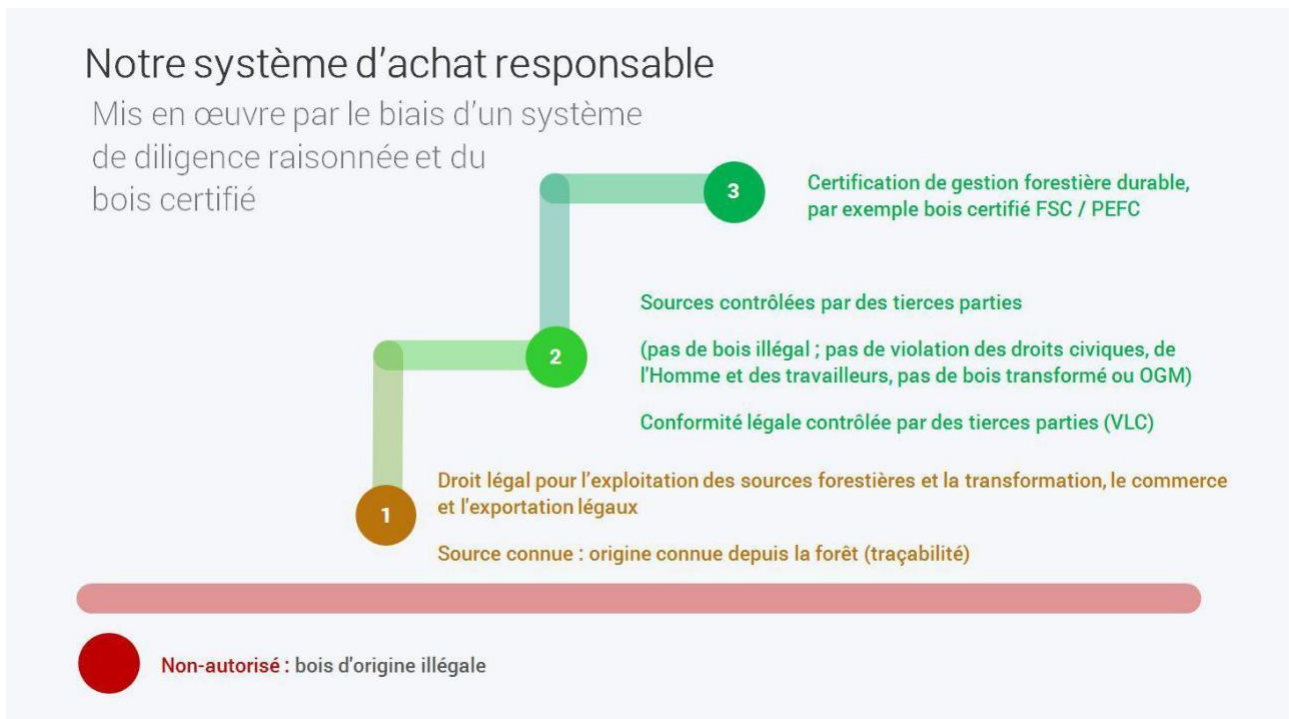 Notre système d'achat responsable
Mis en œuvre par le biais d'un système
de diligence raisonnée et du
bois certifié
3
Certification de gestion forestière durable,
par exemple bois certifié FSC / PEFC
2
Sources contrôlées par des tierces parties
(pas de bois illégal ; pas de violation des droits civiques, de
l'Homme et des travailleurs, pas de bois transformé ou OGM)
Conformité légale contrôlée par des tierces parties (VLC)
1
Droit légal pour l'exploitation des sources forestières et la transformation, le commerce
et l'exportation légaux
Source connue : origine connue depuis la forêt (traçabilité)
Non-autorisé : bois d'origine illégale